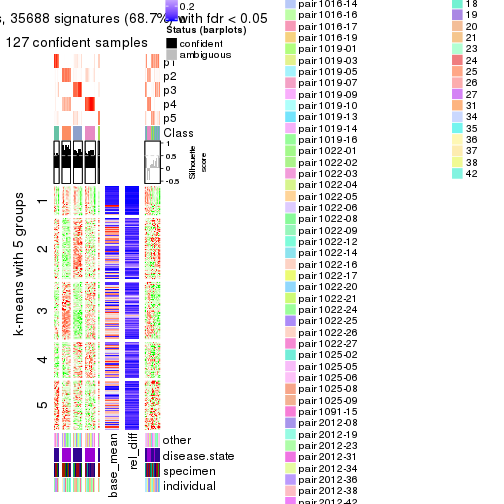 s, 35688 signatures (68.7%) with fdr < 0.05
127 confident samples
0.2
Status (barplots)
confident
ambiguous
p1
p2
p3
p4
p5
Class
1
0.5
0
-0.5
Silhouette
score
k-means with 5 groups
1
2
3
4
5
base_mean
rel_diff
other
disease.state
specimen
individual
pair1016-14
pair1016-16
pair1016-17
pair1016-19
pair1019-01
pair1019-03
pair1019-05
pair1019-07
pair1019-09
pair1019-10
pair1019-13
pair1019-14
pair1019-16
pair1022-01
pair1022-02
pair1022-03
pair1022-04
pair1022-05
pair1022-06
pair1022-08
pair1022-09
pair1022-12
pair1022-14
pair1022-16
pair1022-17
pair1022-20
pair1022-21
pair1022-24
pair1022-25
pair1022-26
pair1022-27
pair1025-02
pair1025-05
pair1025-06
pair1025-08
pair1025-09
pair1091-15
pair2012-08
pair2012-19
pair2012-23
pair2012-31
pair2012-34
pair2012-36
pair2012-38
pair2012-42
18
19
20
21
23
24
25
26
27
31
34
35
36
37
38
42